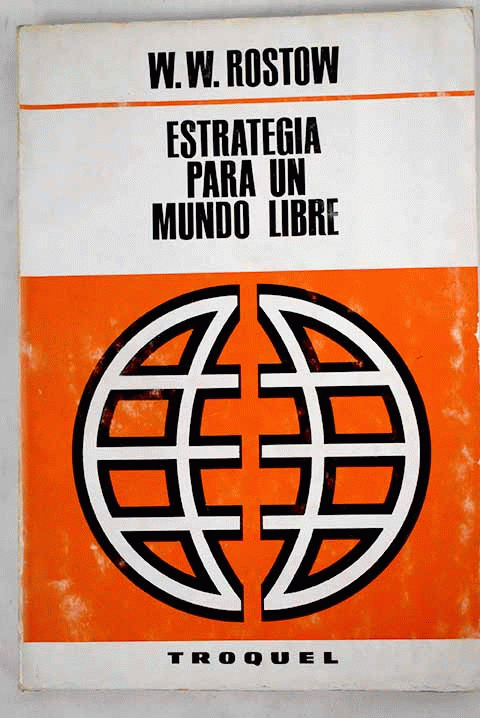 W. W. ROSTOW
ESTRATEGIA
PARA UN
MUNDO LIBRE
TROQUEL